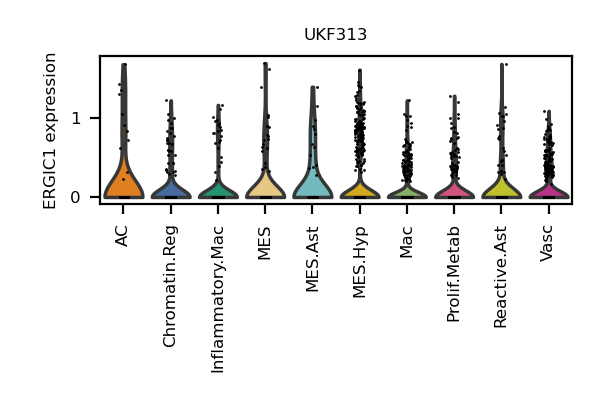 UKF313
ERGIC1 expression
1
0
AC
Chromatin.Reg
Inflammatory.Mac
MES
MES.Ast
MES.Hyp
Mac
Prolif.Metab
Reactive.Ast
Vasc